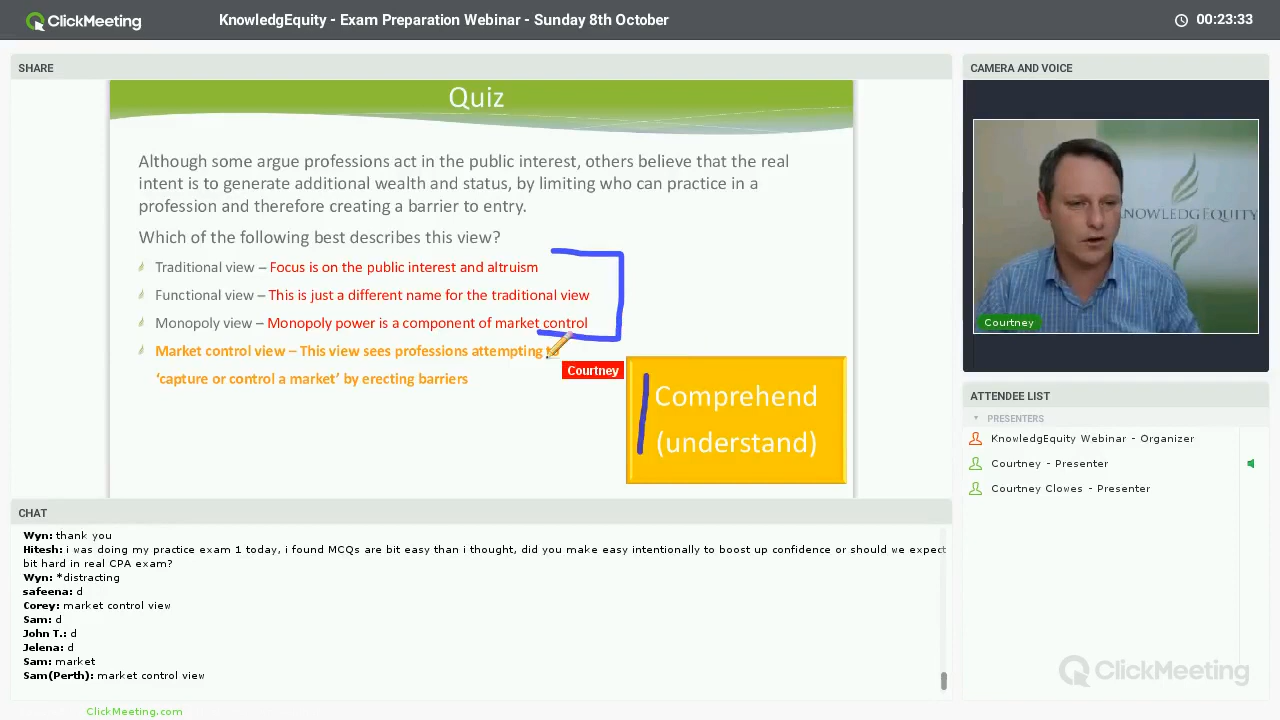 ClickMeeting
KnowledgEquity - Exam Preparation Webinar - Sunday 8th October
00:23:33
SHARE
Quiz
Although some argue professions act in the public interest, others believe that the real
intent is to generate additional wealth and status, by limiting who can practice in a
profession and therefore creating a barrier to entry.
Which of the following best describes this view?
Traditional view – Focus is on the public interest and altruism
Functional view – This is just a different name for the traditional view
Monopoly view – Monopoly power is a component of market control
Market control view – This view sees professions attempting
‘capture or control a market’ by erecting barriers
Courtney
Comprehend
(understand)
CAMERA AND VOICE
KNOWLEDGEQUITY
Courtney
ATTENDEE LIST
PRESENTERS
KnowledgEquity Webinar - Organizer
Courtney - Presenter
Courtney Clowes - Presenter
CHAT
Wyn: thank you
Hitesh: i was doing my practice exam 1 today, i found MCQs are bit easy than i thought, did you make easy intentionally to boost up confidence or should we expect
bit hard in real CPA exam?
Wyn: *distracting
safeena: d
Corey: market control view
Sam: d
John T.: d
Jelena: d
Sam: market
Sam(Perth): market control view
ClickMeeting
ClickMeeting.com